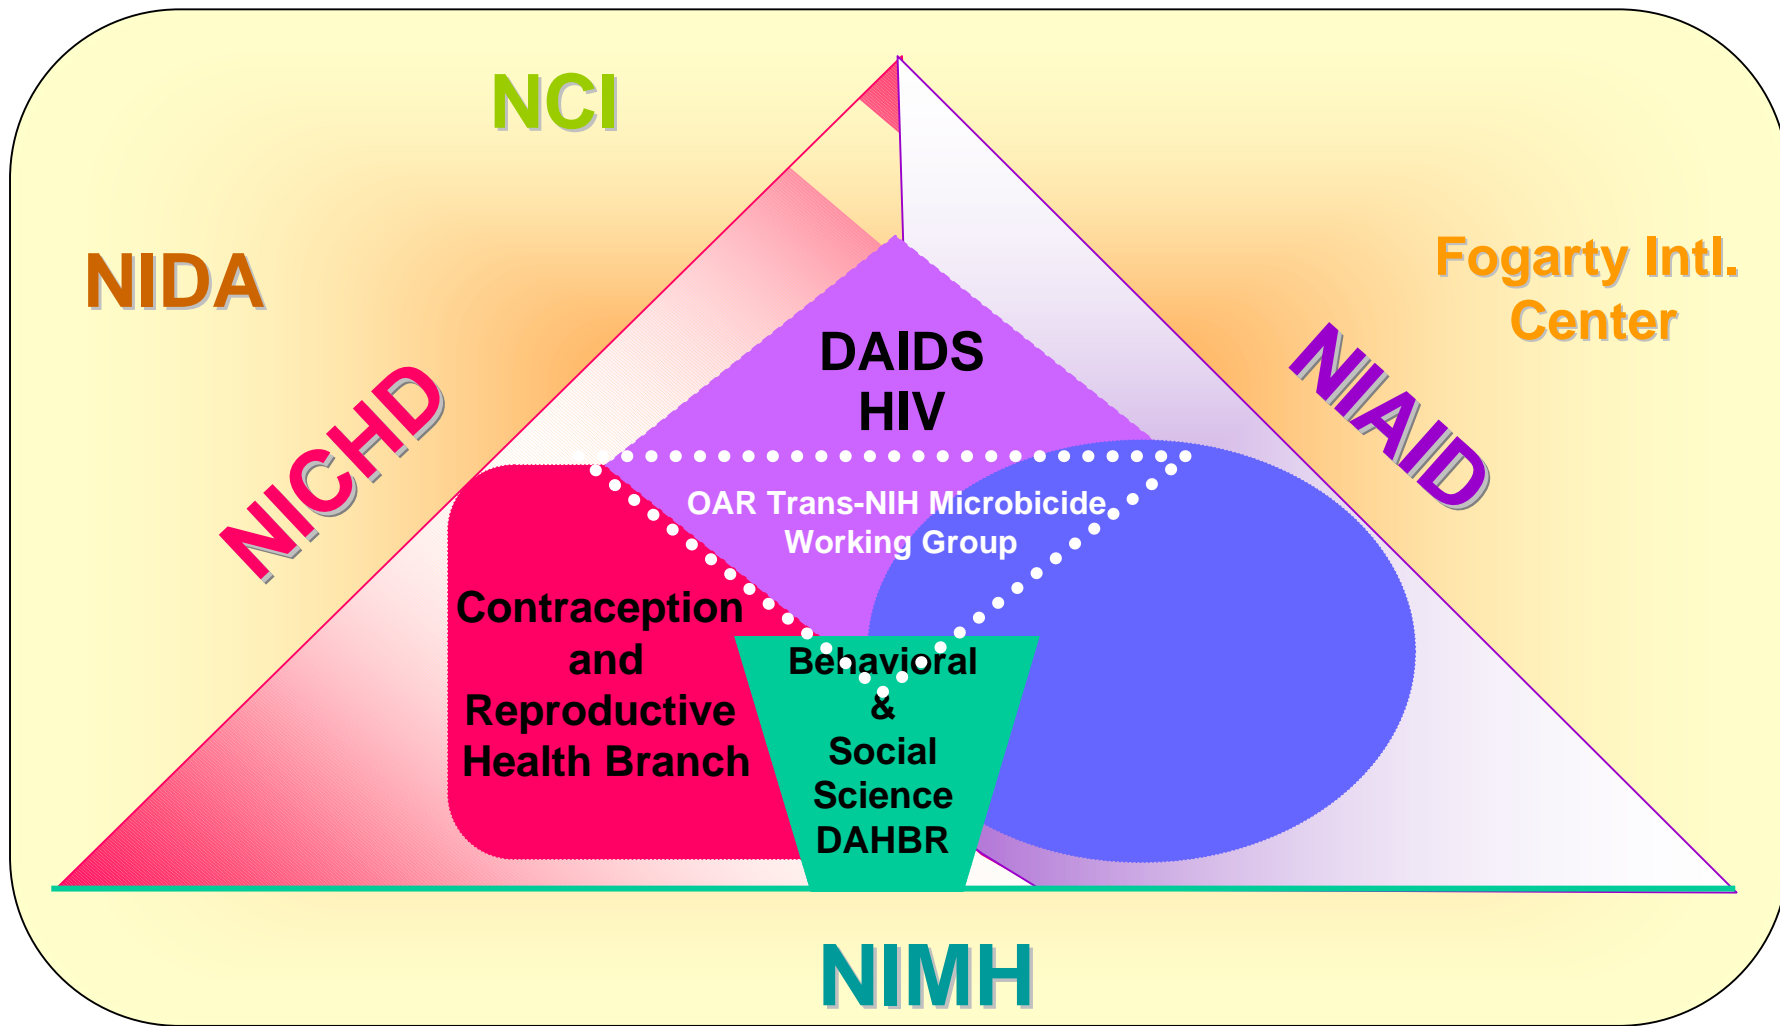 NCI
NIDA
Fogarty Intl.
Center
NICHD
NIAID
DAIDS
HIV
OAR Trans-NIH Microbicide
Working Group
Contraception
and
Reproductive
Health Branch
Behavioral
&
Social
Science
DAHBR
NIMH